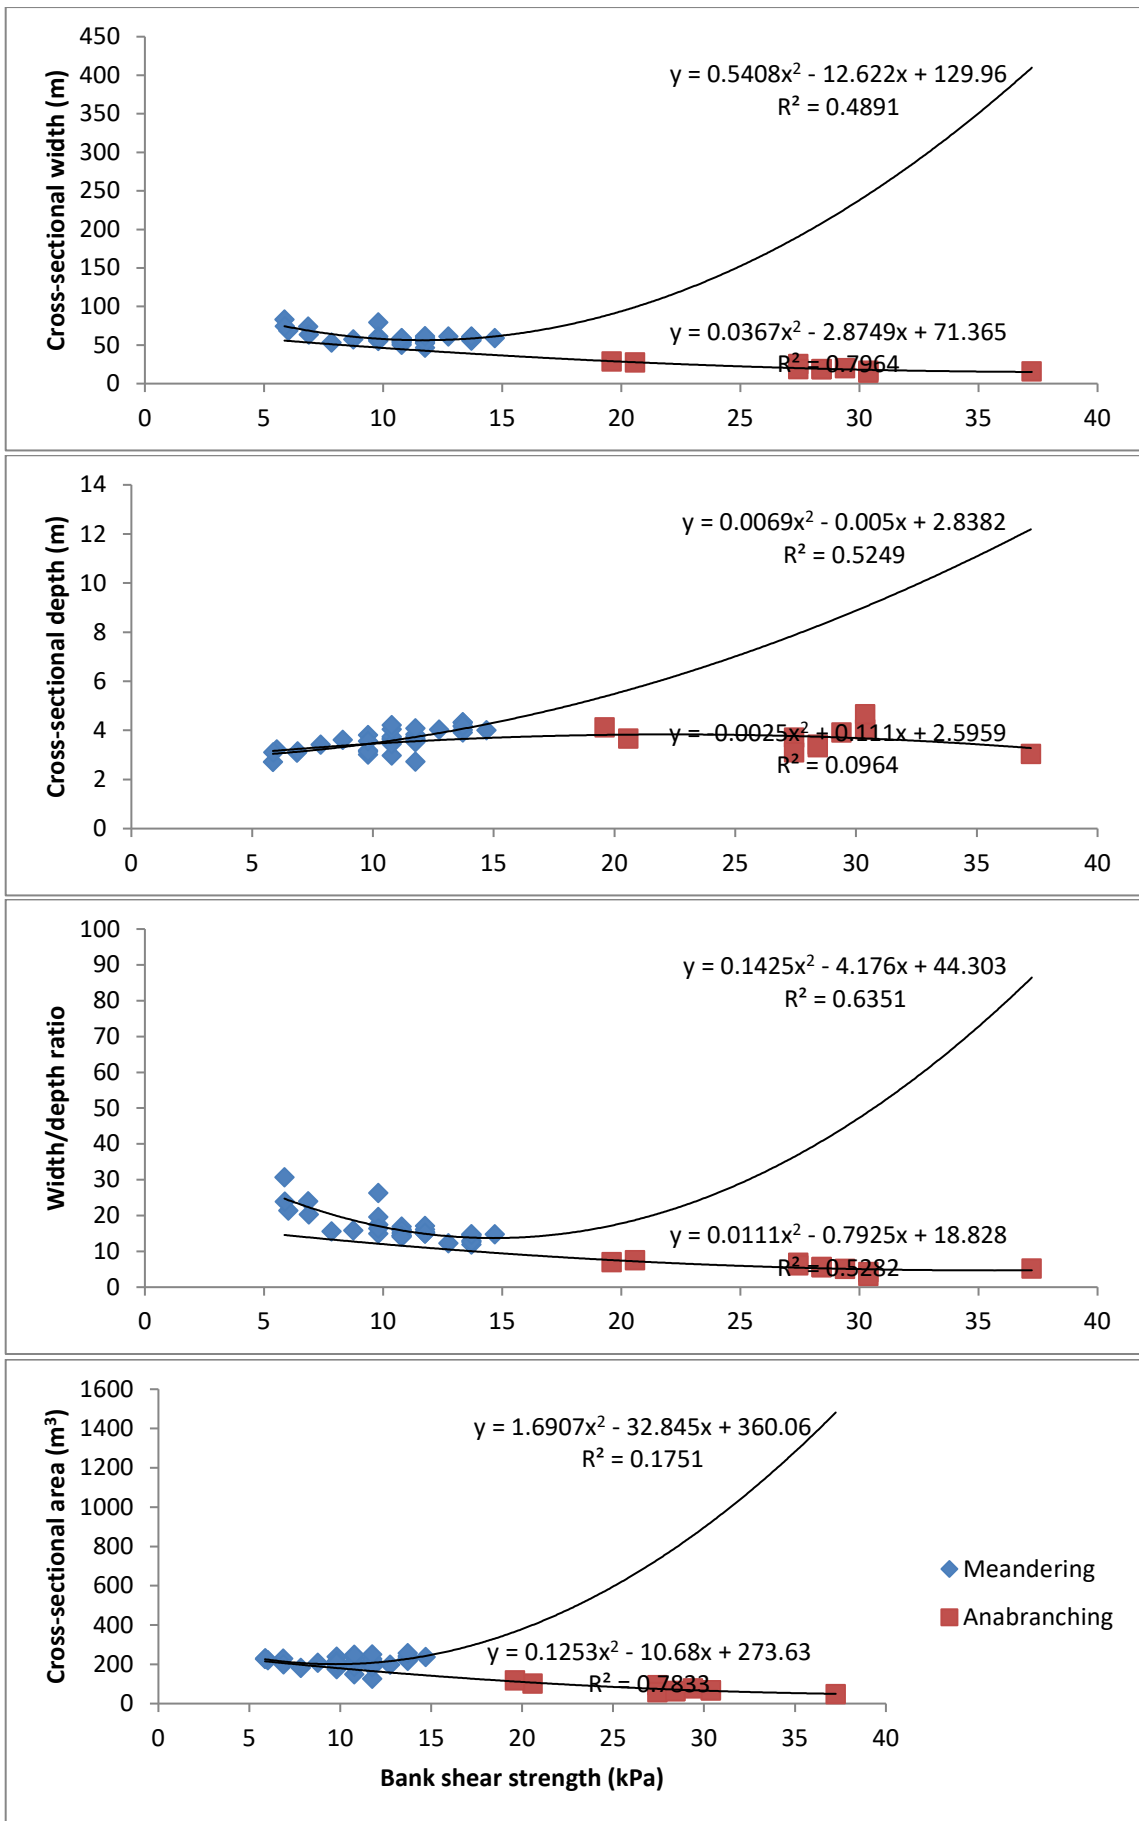 450
400
350
300
250
200
150
100
50
0
Cross-sectional width (m)
y = 0.5408x² - 12.622x + 129.96
R² = 0.4891
y = 0.0367x² - 2.8749x + 71.365
R² = 0.7964
0 5 10 15 20 25 30 35 40
14
12
10
8
6
4
2
0
Cross-sectional depth (m)
y = 0.0069x² - 0.005x + 2.8382
R² = 0.5249
y = -0.0025x² + 0.111x + 2.5959
R² = 0.0964
0 5 10 15 20 25 30 35 40
100
90
80
70
60
50
40
30
20
10
0
Width/depth ratio
y = 0.1425x² - 4.176x + 44.303
R² = 0.6351
y = 0.0111x² - 0.7925x + 18.828
R² = 0.5282
0 5 10 15 20 25 30 35 40
1600
1400
1200
1000
800
600
400
200
0
Cross-sectional area (m³)
y = 1.6907x² - 32.845x + 360.06
R² = 0.1751
y = 0.1253x² - 10.68x + 273.63
R² = 0.7833
Meandering
Anabranching
0 5 10 15 20 25 30 35 40
Bank shear strength (kPa)